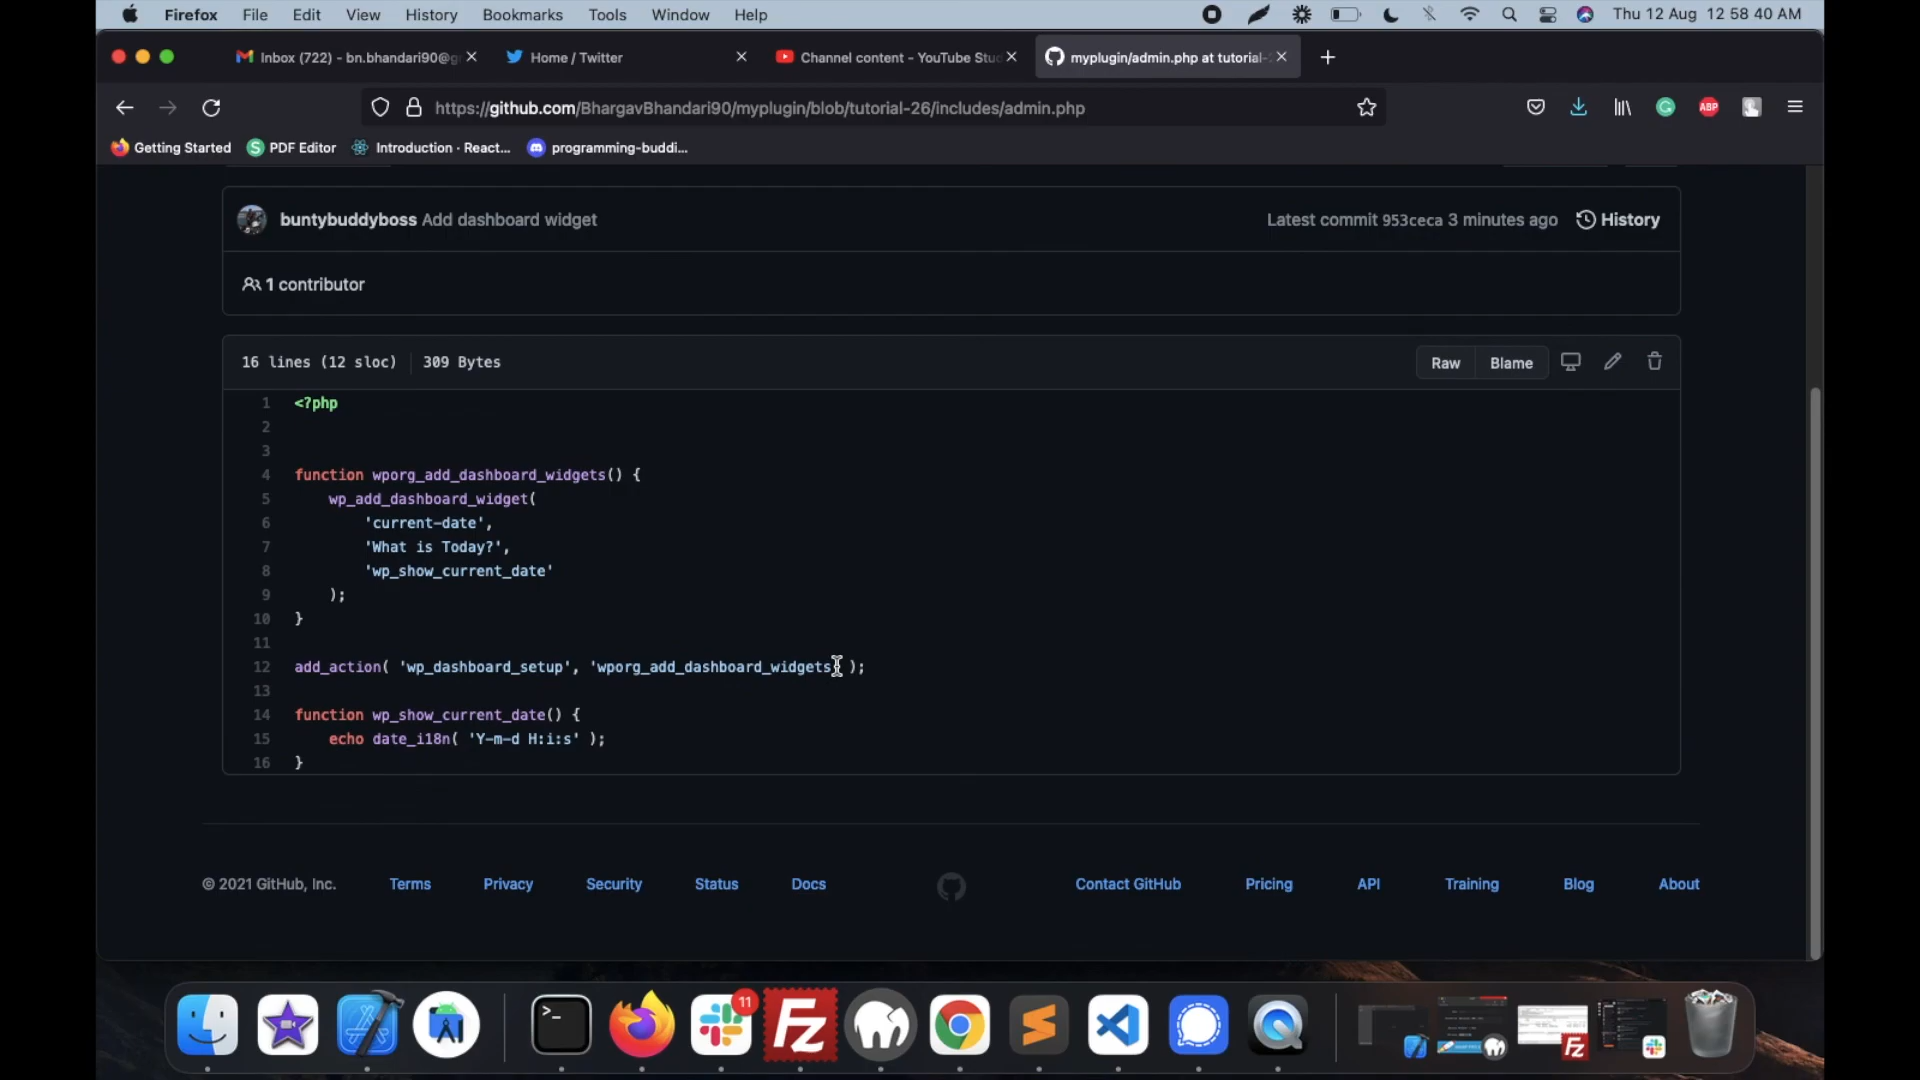 Firefox File Edit View History Bookmarks Tools Window Help Thu 12 Aug 12 58 40 AM
Inbox (722) - bn.bhandari90@g Home / Twitter Channel content - YouTube Stu myplugin/admin.php at tutorial-
https://github.com/BhargavBhandari90/myplugin/blob/tutorial-26/includes/admin.php ABP
Getting Started PDF Editor Introduction · React... programming-buddi...
buntybuddyboss Add dashboard widget Latest commit 953ceca 3 minutes ago History
1 contributor
16 lines (12 sloc) 309 Bytes Raw Blame
1 <?php
2
3
4 function wporg_add_dashboard_widgets() {
5 wp_add_dashboard_widget(
6 'current-date',
7 'What is Today?',
8 'wp_show_current_date'
9 );
10 }
11
12 add_action( 'wp_dashboard_setup', 'wporg_add_dashboard_widgets' );
13
14 function wp_show_current_date() {
15 echo date_i18n( 'Y-m-d H:i:s' );
16 }
© 2021 GitHub, Inc. Terms Privacy Security Status Docs Contact GitHub Pricing API Training Blog About
11